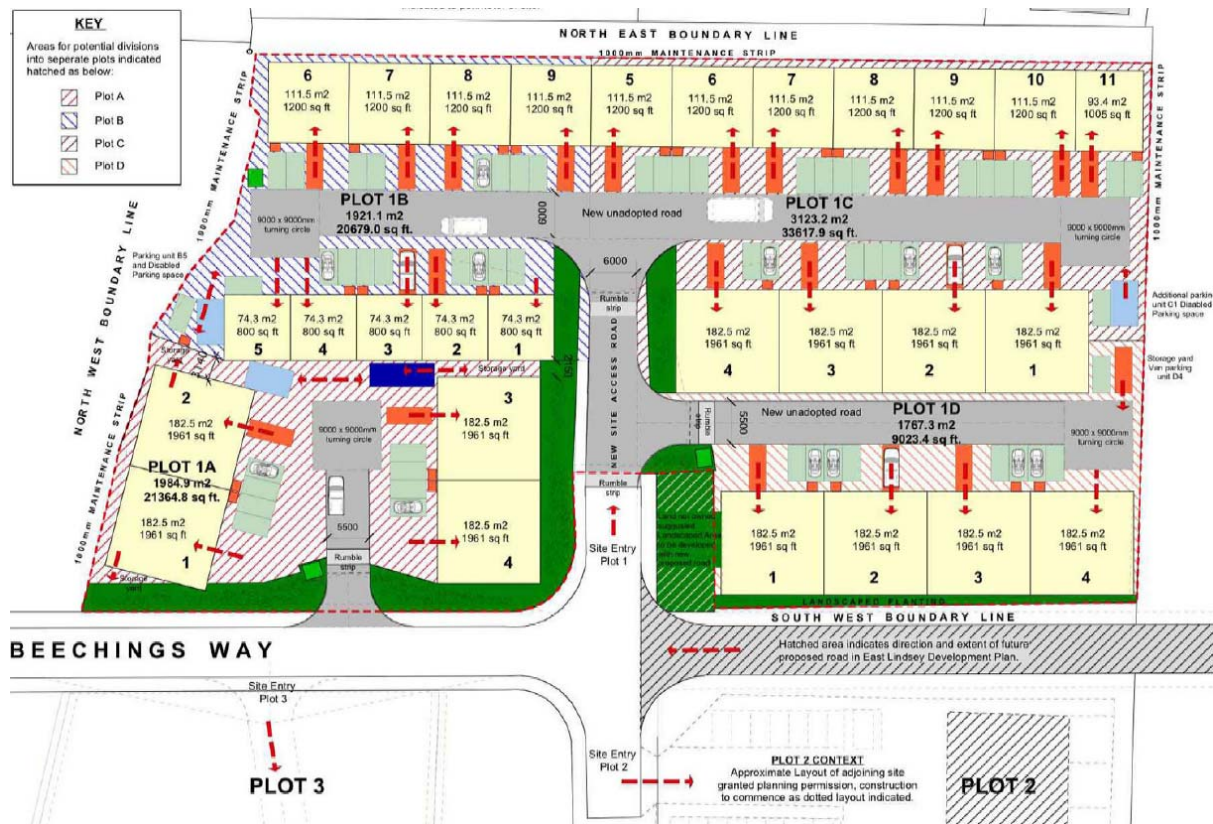 KEY
Areas for potential divisions
into seperate plots indicated
hatched as below:
Plot A
Plot B
Plot C
Plot D
NORTH EAST BOUNDARY LINE
1000mm MAINTENANCE STRIP
6
111.5 m2
1200 sq ft
7
111.5 m2
1200 sq ft
8
111.5 m2
1200 sq ft
9
111.5 m2
1200 sq ft
5
111.5 m2
1200 sq ft
6
111.5 m2
1200 sq ft
7
111.5 m2
1200 sq ft
8
111.5 m2
1200 sq ft
9
111.5 m2
1200 sq ft
10
111.5 m2
1200 sq ft
11
93.4 m2
1005 sq ft
1000mm MAINTENANCE STRIP
1000mm MAINTENANCE STRIP
NORTH WEST BOUNDARY LINE
1000mm MAINTENANCE STRIP
9000 x 9000mm
turning circle
PLOT 1B
1921.1 m2
20679.0 sq ft.
6000
New unadopted road
PLOT 1C
3123.2 m2
33617.9 sq ft.
9000 x 9000mm
turning circle
6000
Rumble
strip
Parking unit B5
and Disabled
Parking space
74.3 m2
800 sq ft
5
74.3 m2
800 sq ft
4
74.3 m2
800 sq ft
3
74.3 m2
800 sq ft
2
74.3 m2
800 sq ft
1
182.5 m2
1961 sq ft
4
182.5 m2
1961 sq ft
3
182.5 m2
1961 sq ft
2
182.5 m2
1961 sq ft
1
Additional parking
unit C1 Disabled
Parking space
Storage
yard
2140
Storage yard
2150
Storage yard
Van parking
unit D4
NEW SITE ACCESS ROAD
2
182.5 m2
1961 sq ft
9000 x 9000mm
turning circle
3
182.5 m2
1961 sq ft
Rumble
strip
5500
New unadopted road
PLOT 1D
1767.3 m2
9023.4 sq ft.
9000 x 9000mm
turning circle
PLOT 1A
1984.9 m2
21364.8 sq ft.
182.5 m2
1961 sq ft
1
Storage
yard
5500
Rumble
strip
182.5 m2
1961 sq ft
4
Rumble
strip
Site Entry
Plot 1
suggested
Landscaped Area
to be developed
with new
proposed road
182.5 m2
1961 sq ft
1
182.5 m2
1961 sq ft
2
182.5 m2
1961 sq ft
3
182.5 m2
1961 sq ft
4
LANDSCAPED PLANTING
SOUTH WEST BOUNDARY LINE
BEECHINGS WAY
Hatched area indicates direction and extent of future
proposed road in East Lindsey Development Plan.
Site Entry
Plot 3
PLOT 3
Site Entry
Plot 2
PLOT 2 CONTEXT
Approximate Layout of adjoining site
granted planning permission, construction
to commence as dotted layout indicated.
PLOT 2